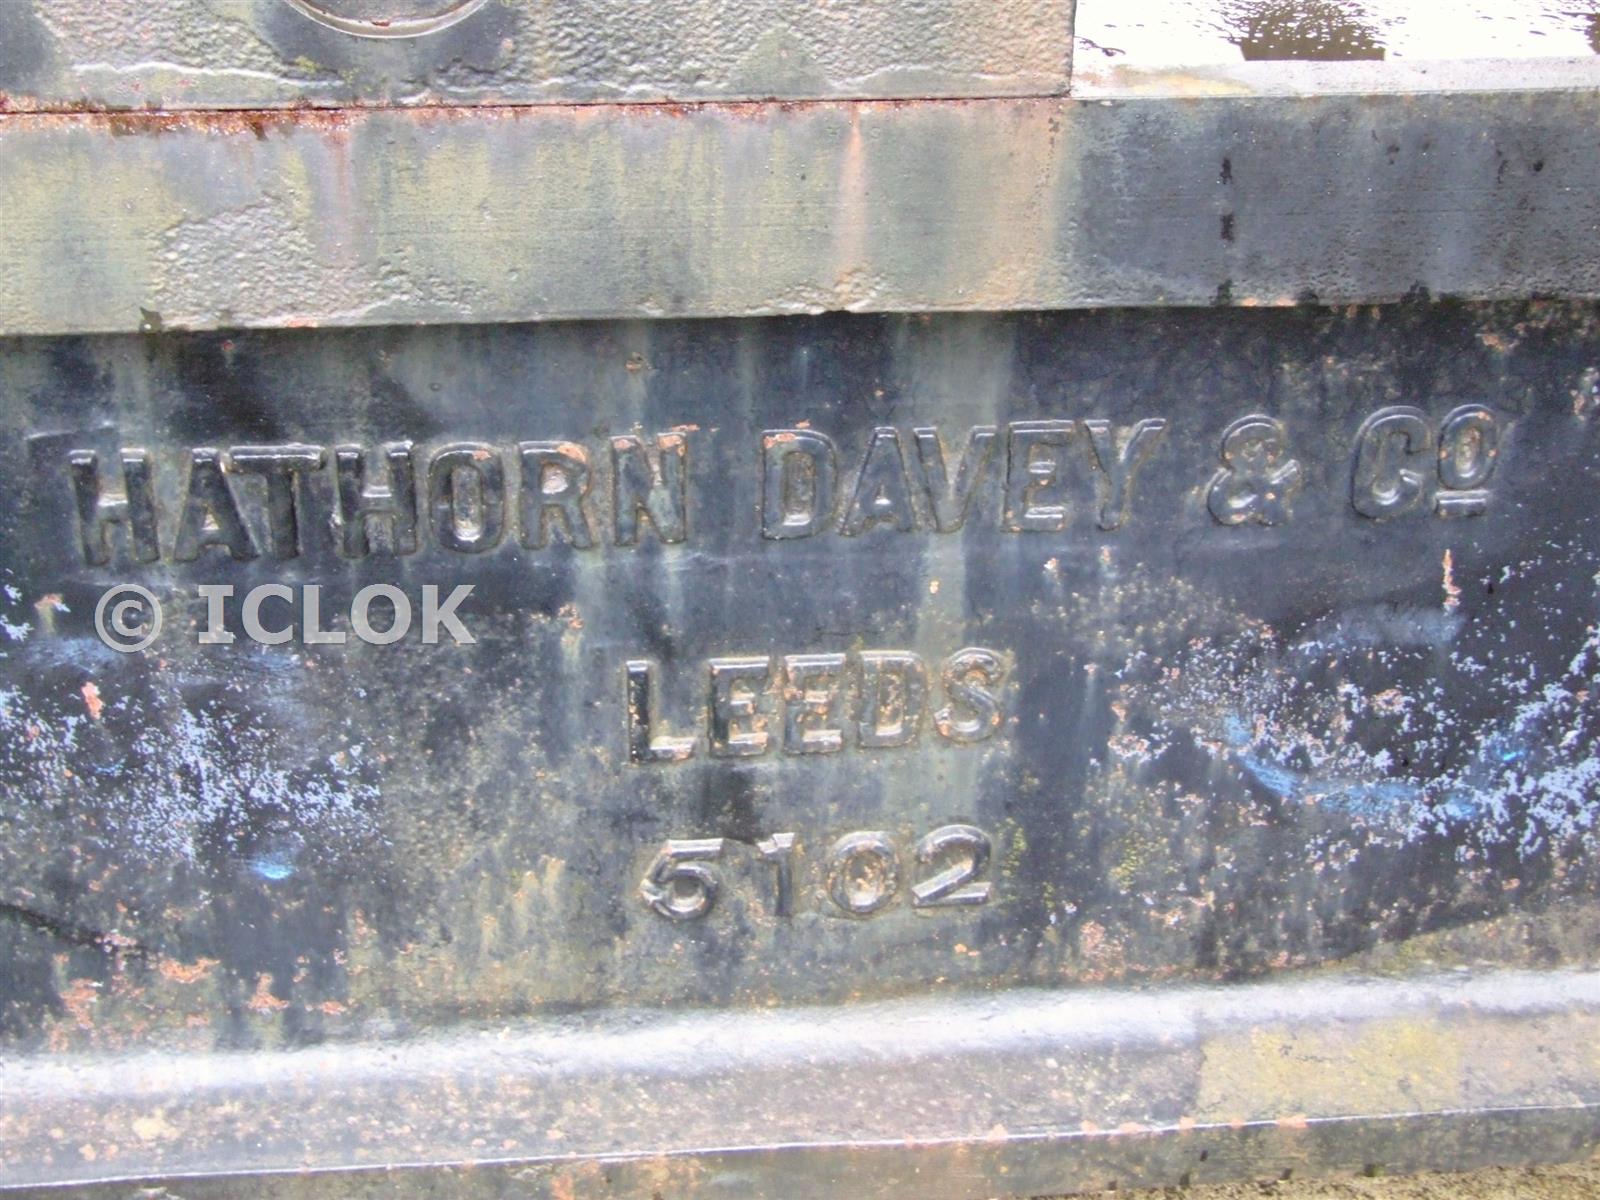 HATHORN DAVEY & Co
© ICLOK
LEEDS
5102